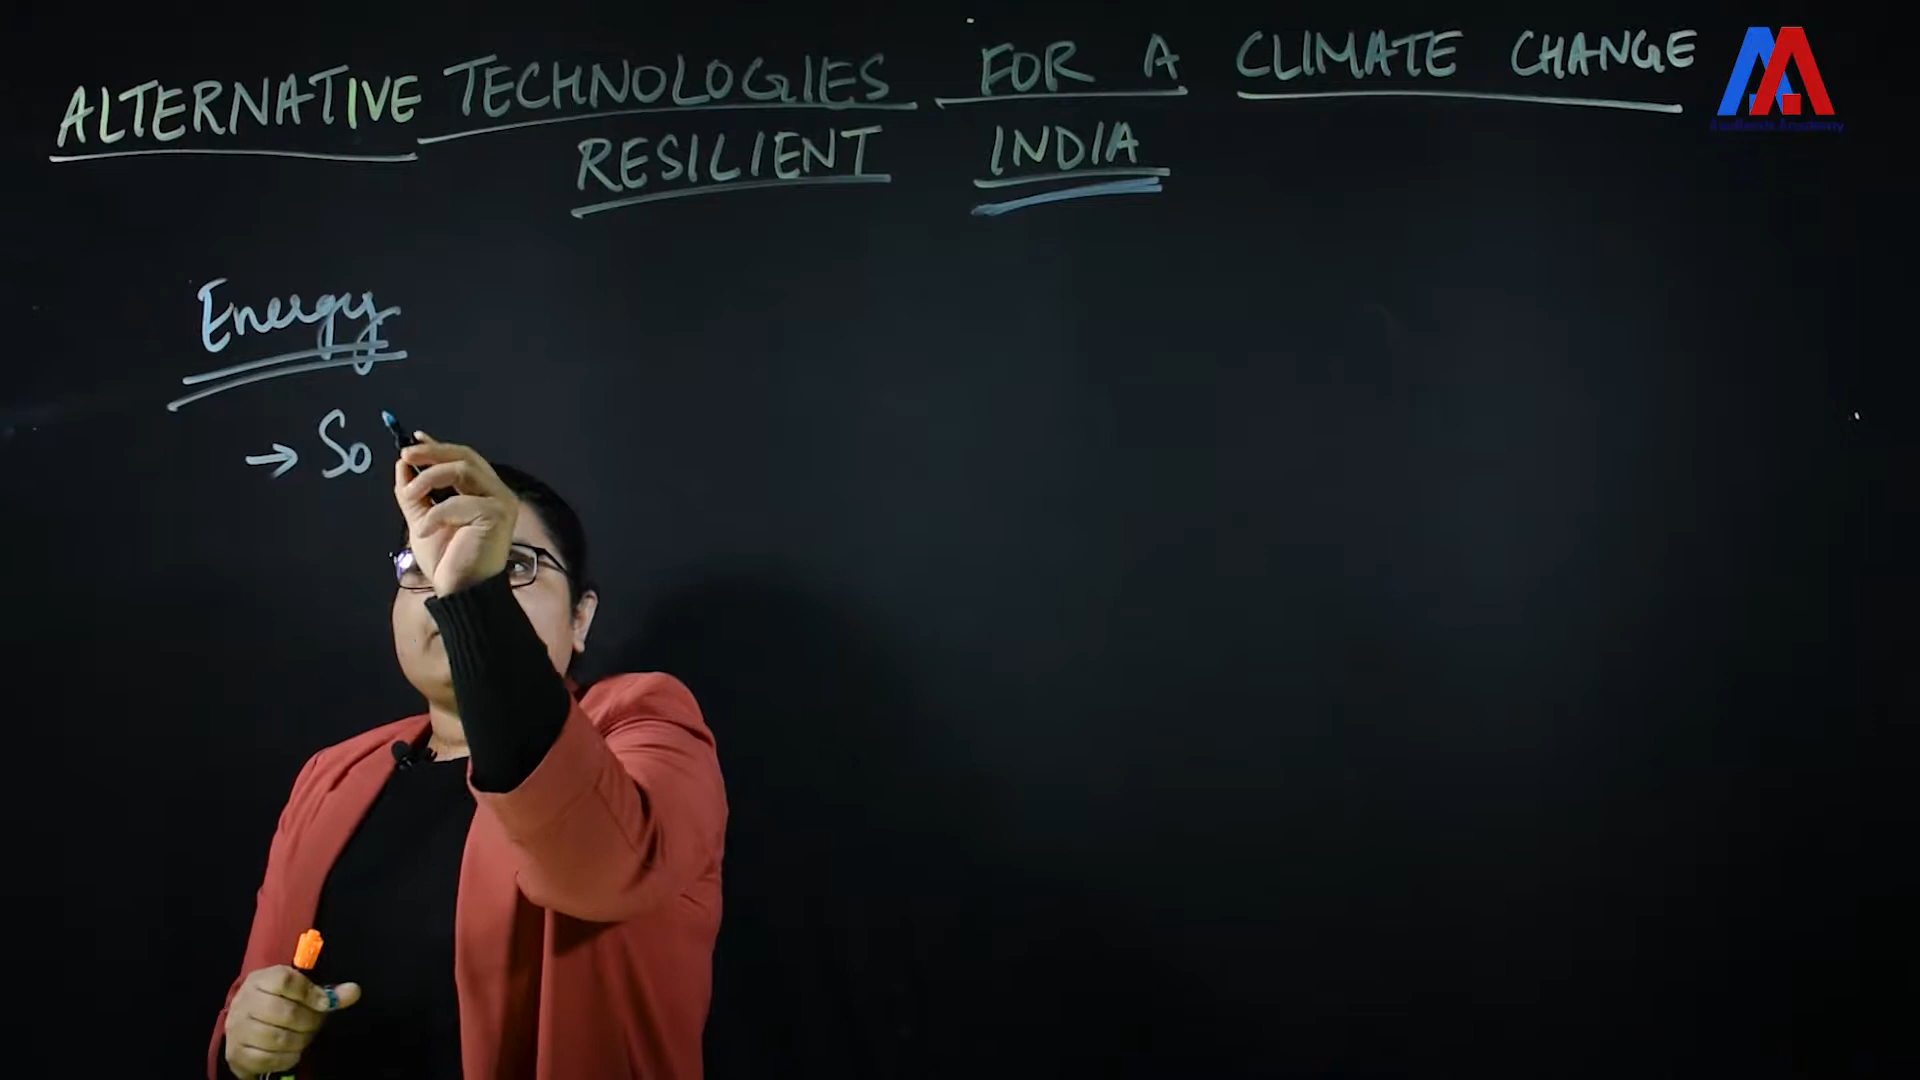 ALTERNATIVE TECHNOLOGIES FOR A CLIMATE CHANGE
RESILIENT INDIA
Energy
→ So